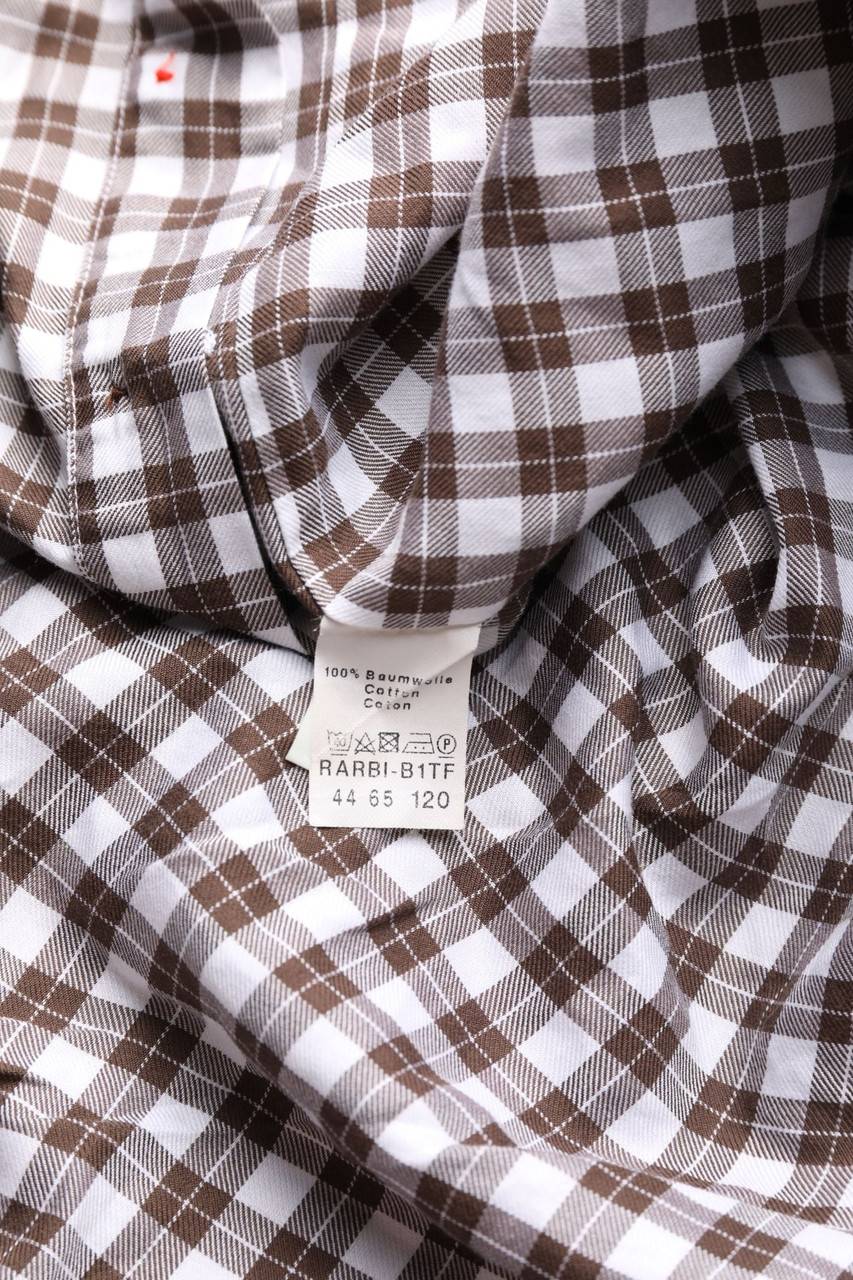 100% Baumwolle
Cotton
Coton
P
RARBI-B1TF
44 65 120